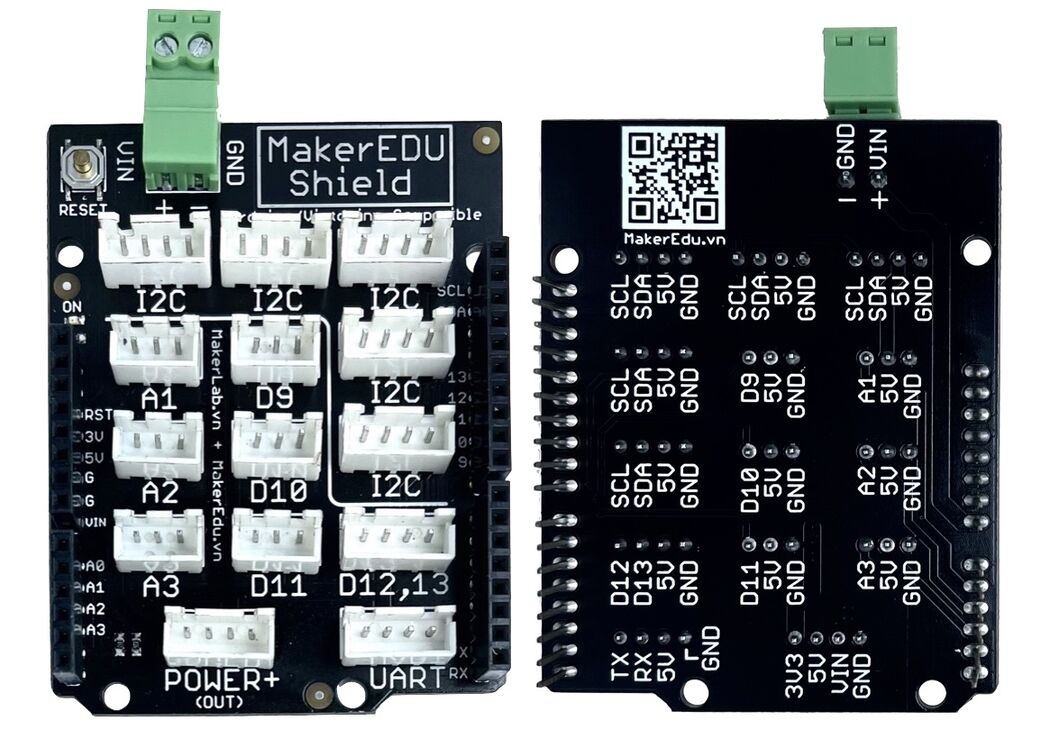 VIN
GND
MakerEDU
Shield
RESET
+ -
Compatible
I2C
I2C
I2C
SCL
ON
MakerLab.vn + MakerEdu.vn
A1
D9
I2C
13
12
RST
3V
5V
G
G
VIN
A2
D10
I2C
9
A3
D11
D12,13
A0
A1
A2
A3
POWER+
(OUT)
UART
RX
- GND
+ VIN
MakerEdu.vn
SCL
SDA
5V
GND
SCL
SDA
5V
GND
SCL
SDA
5V
GND
SCL
SDA
5V
GND
D9
5V
GND
A1
5V
GND
SCL
SDA
5V
GND
D10
5V
GND
A2
5V
GND
D12
D13
5V
GND
D11
5V
GND
A3
5V
GND
TX
RX
5V
GND
3V3
5V
VIN
GND